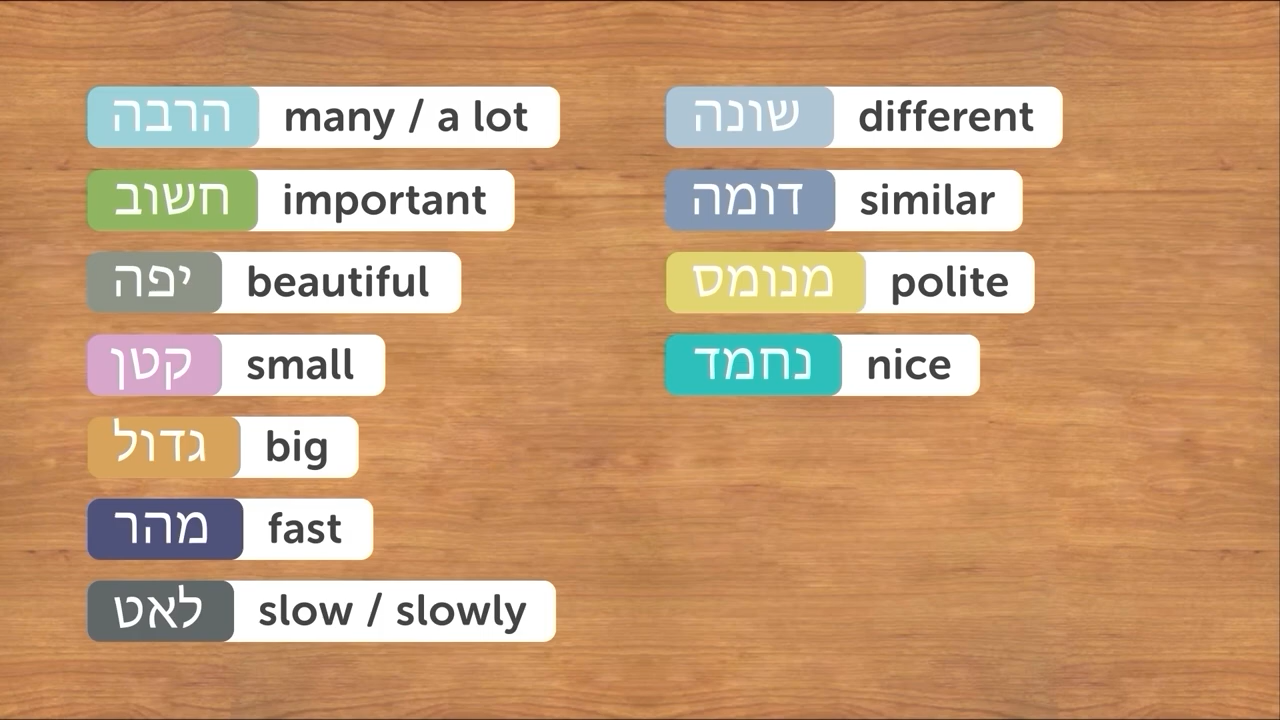 הרבה many / a lot
חשוב important
יפה beautiful
קטן small
גדול big
מהר fast
לאט slow / slowly
שונה different
דומה similar
מנומס polite
נחמד nice